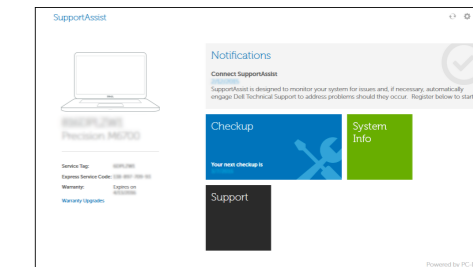 SupportAssist
Notifications
Connect SupportAssist
SupportAssist is designed to monitor your system for issues and, if necessary, automatically
engage Dell Technical Support to address problems should they occur. Register below to start
Checkup
Your next checkup is
System
Info
Support
Precision M6700
Service Tag:
Express Service Code:
Warranty: Expires on
Warranty Upgrades
Powered by PC-